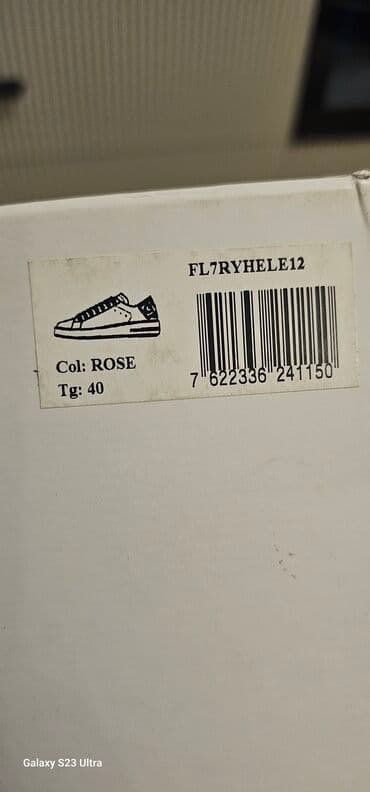 FL7RYHELE12
Col: ROSE
Tg: 40
7 622336 241150
Galaxy S23 Ultra